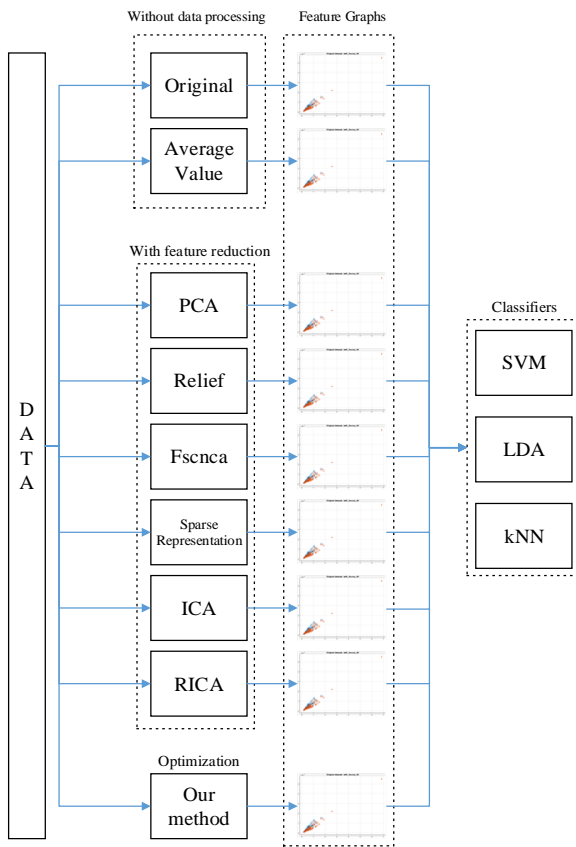 Without data processing
Feature Graphs
Original
Average
Value
With feature reduction
PCA
Relief
Fscnca
Sparse
Representation
ICA
RICA
Optimization
Our
method
D
A
T
A
Classifiers
SVM
LDA
kNN